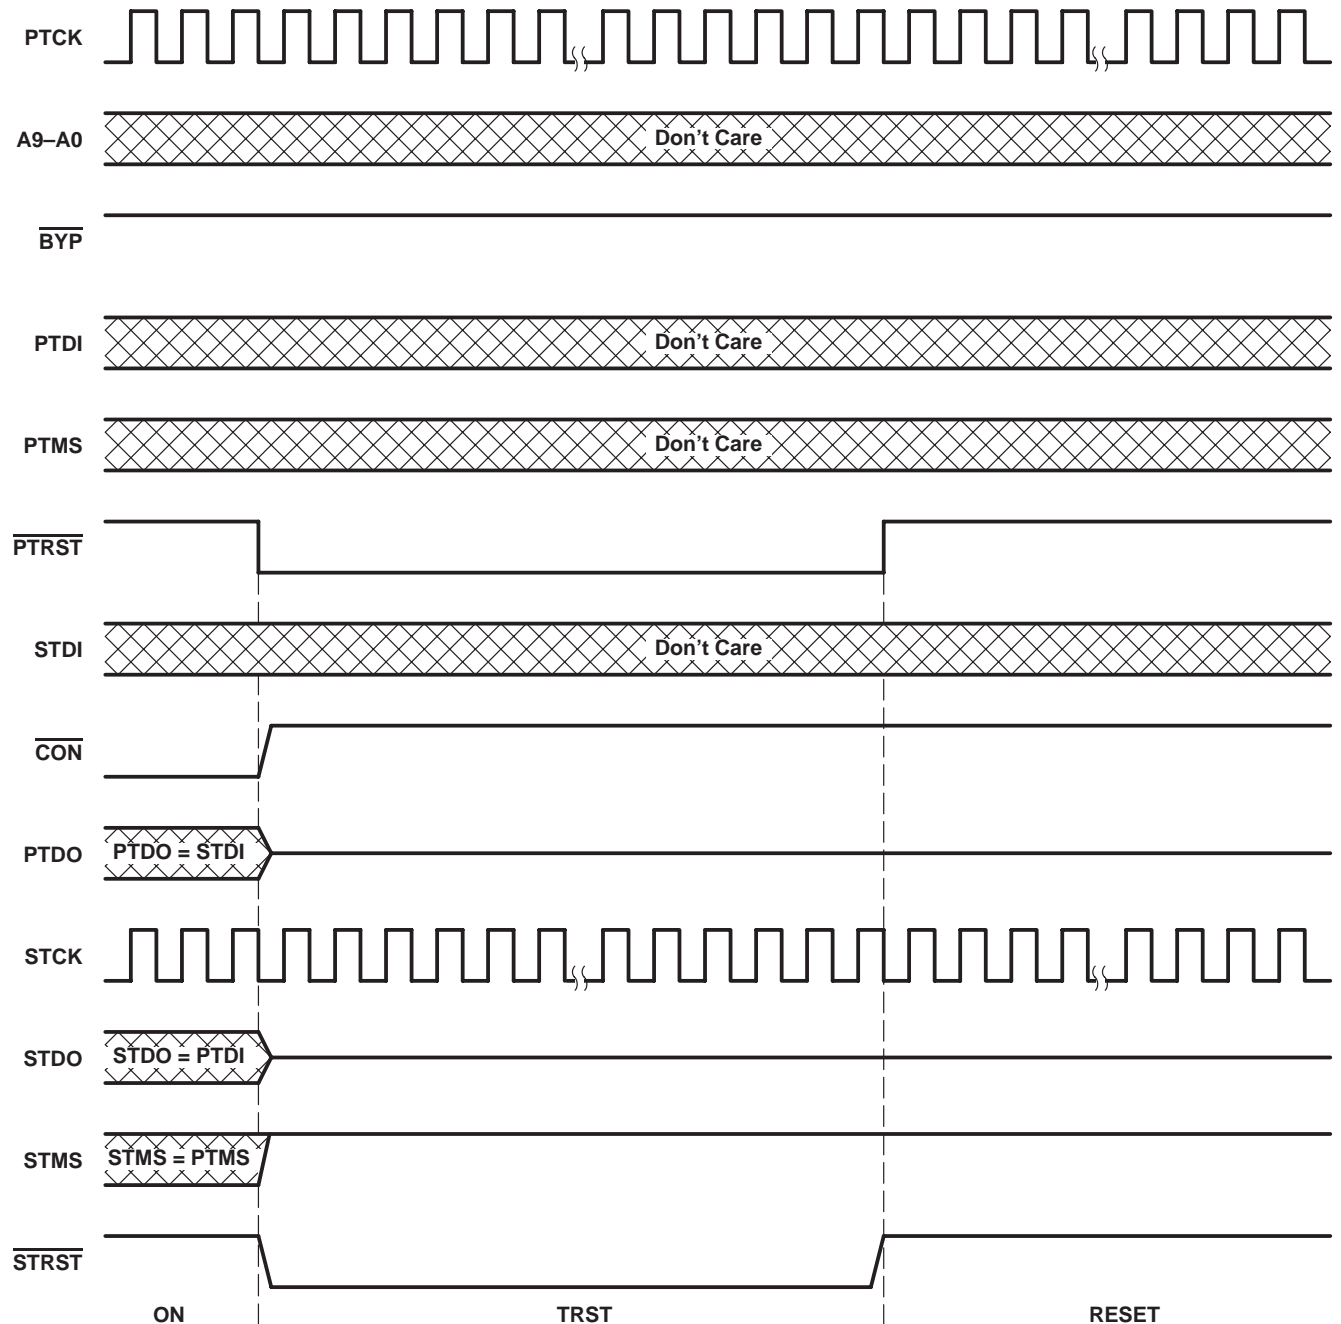 PTCK
A9–A0
Don't Care
BYP
PTDI
Don't Care
PTMS
Don't Care
PTRST
STDI
Don't Care
CON
PTDO
PTDO = STDI
STCK
STDO
STDO = PTDI
STMS
STMS = PTMS
STRST
ON
TRST
RESET